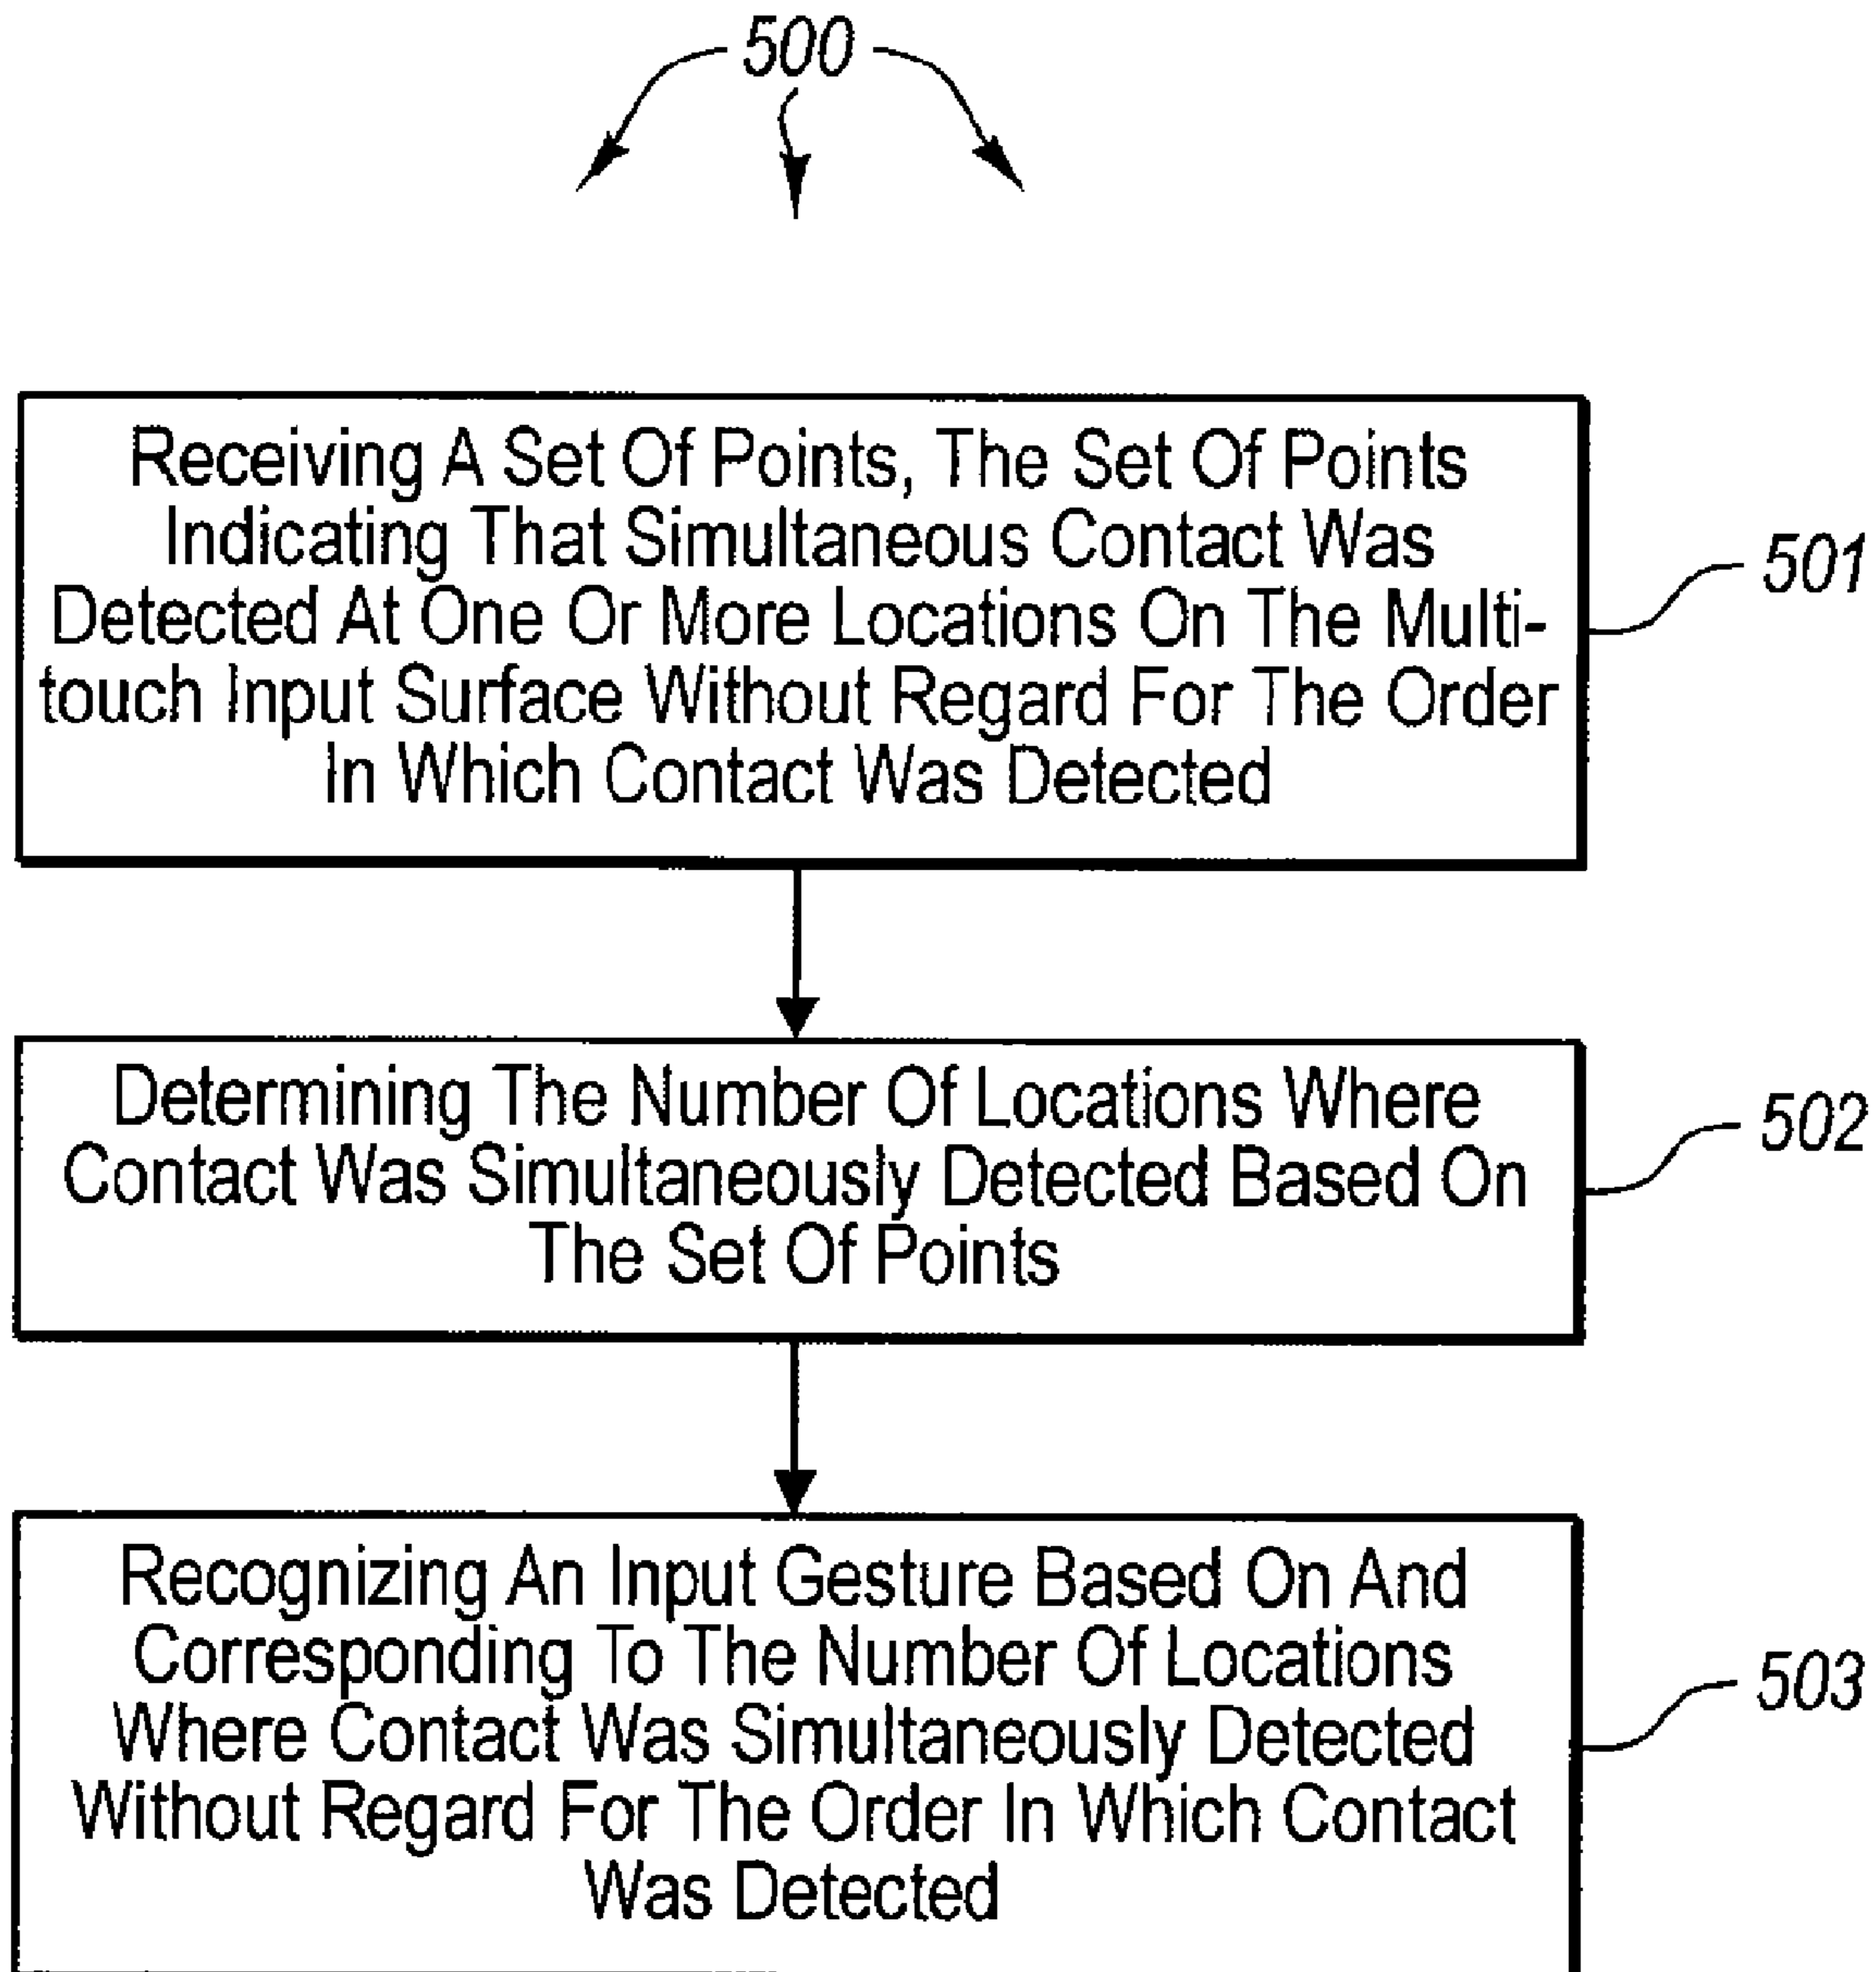 500
Receiving A Set Of Points, The Set Of Points
Indicating That Simultaneous Contact Was
Detected At One Or More Locations On The Multi-
touch Input Surface Without Regard For The Order
In Which Contact Was Detected
501
Determining The Number Of Locations Where
Contact Was Simultaneously Detected Based On
The Set Of Points
502
Recognizing An Input Gesture Based On And
Corresponding To The Number Of Locations
Where Contact Was Simultaneously Detected
Without Regard For The Order In Which Contact
Was Detected
503